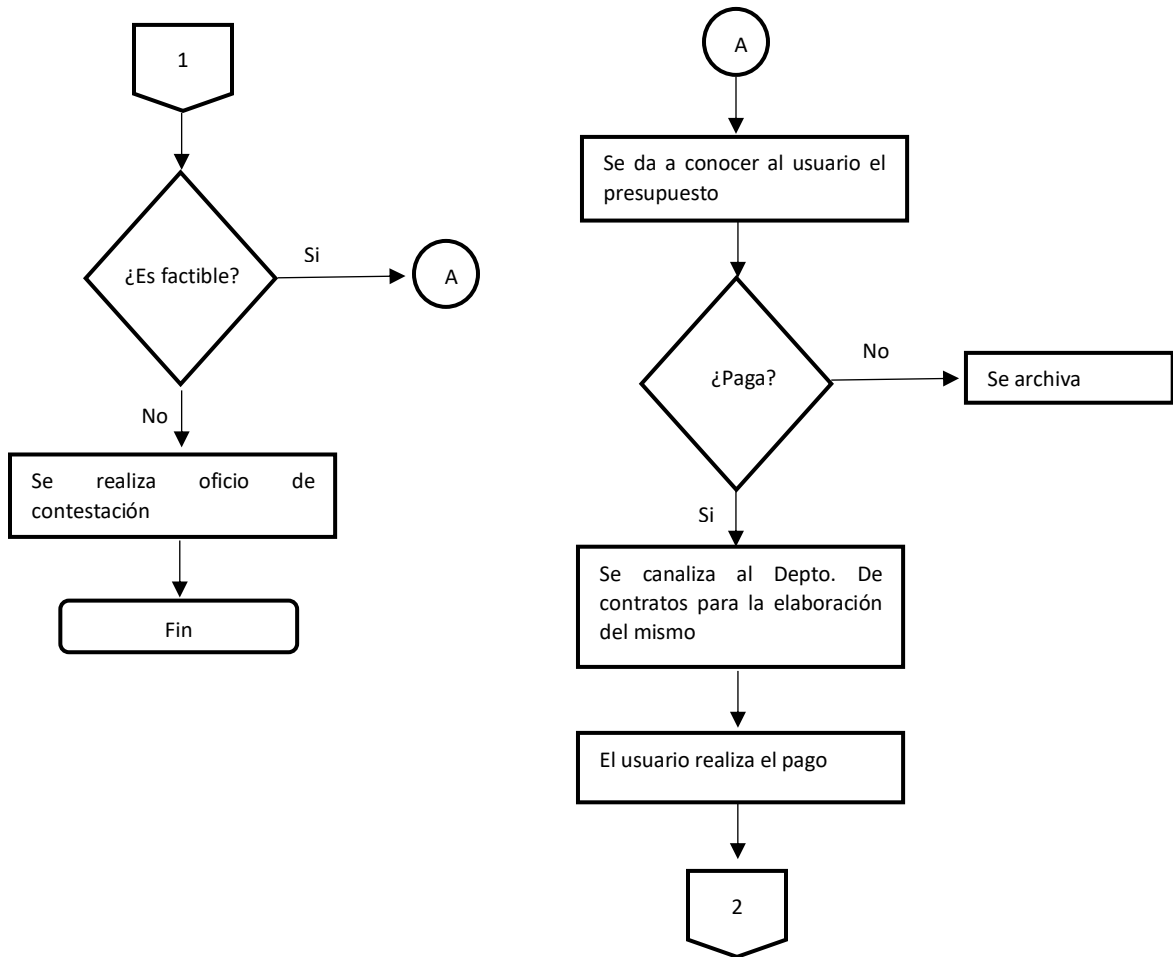 1
¿Es factible?
Si
A
No
Se realiza oficio de
contestación
Fin
A
Se da a conocer al usuario el
presupuesto
¿Paga?
No
Se archiva
Si
Se canaliza al Depto. De
contratos para la elaboración
del mismo
El usuario realiza el pago
2